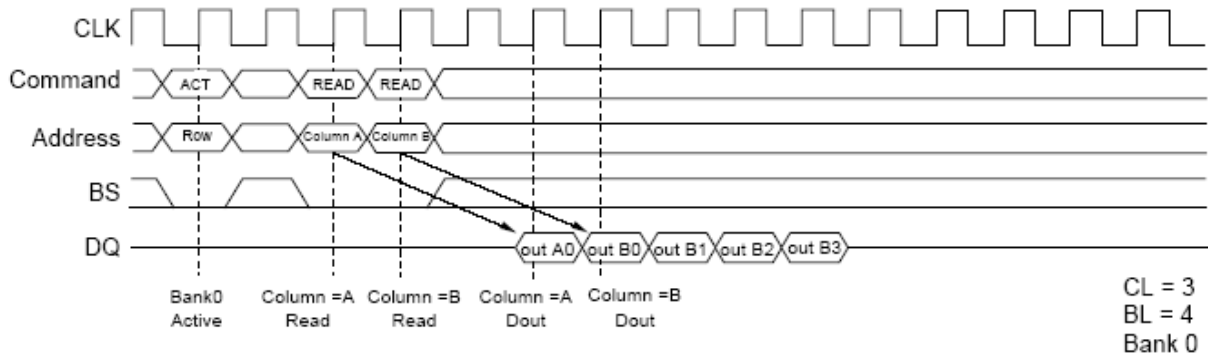 CLK
Command ACT READ READ
Address Row Column A Column B
BS
DQ out A0 out B0 out B1 out B2 out B3
Bank0 Column =A Column =B Column =A Column =B
Active Read Read Dout Dout
CL = 3
BL = 4
Bank 0